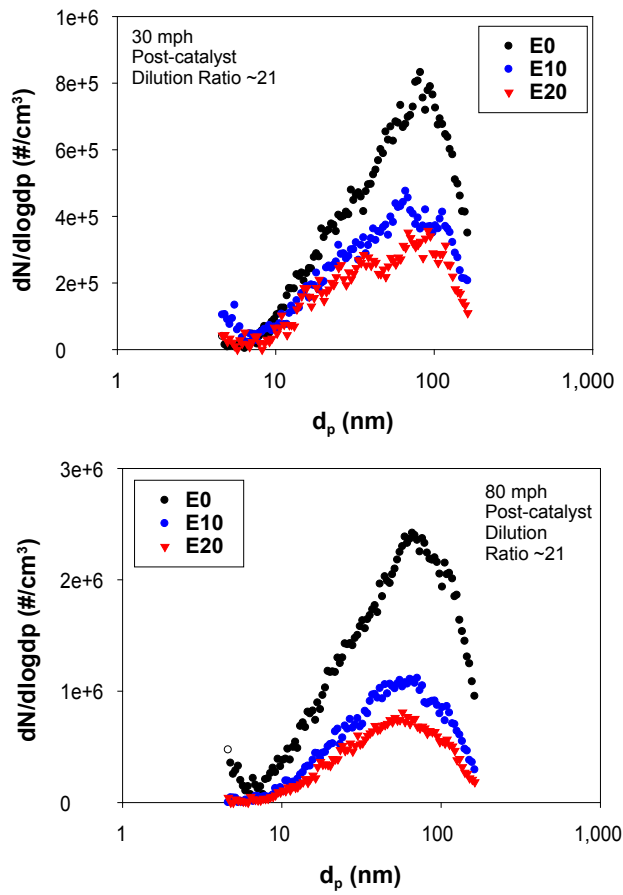 1e+6
8e+5
6e+5
4e+5
2e+5
0
dN/dlogdp (#/cm³)
30 mph
Post-catalyst
Dilution Ratio ~21
E0
E10
E20
1 10 100 1,000
dₚ (nm)
3e+6
2e+6
1e+6
0
dN/dlogdp (#/cm³)
E0
E10
E20
80 mph
Post-catalyst
Dilution
Ratio ~21
1 10 100 1,000
dₚ (nm)